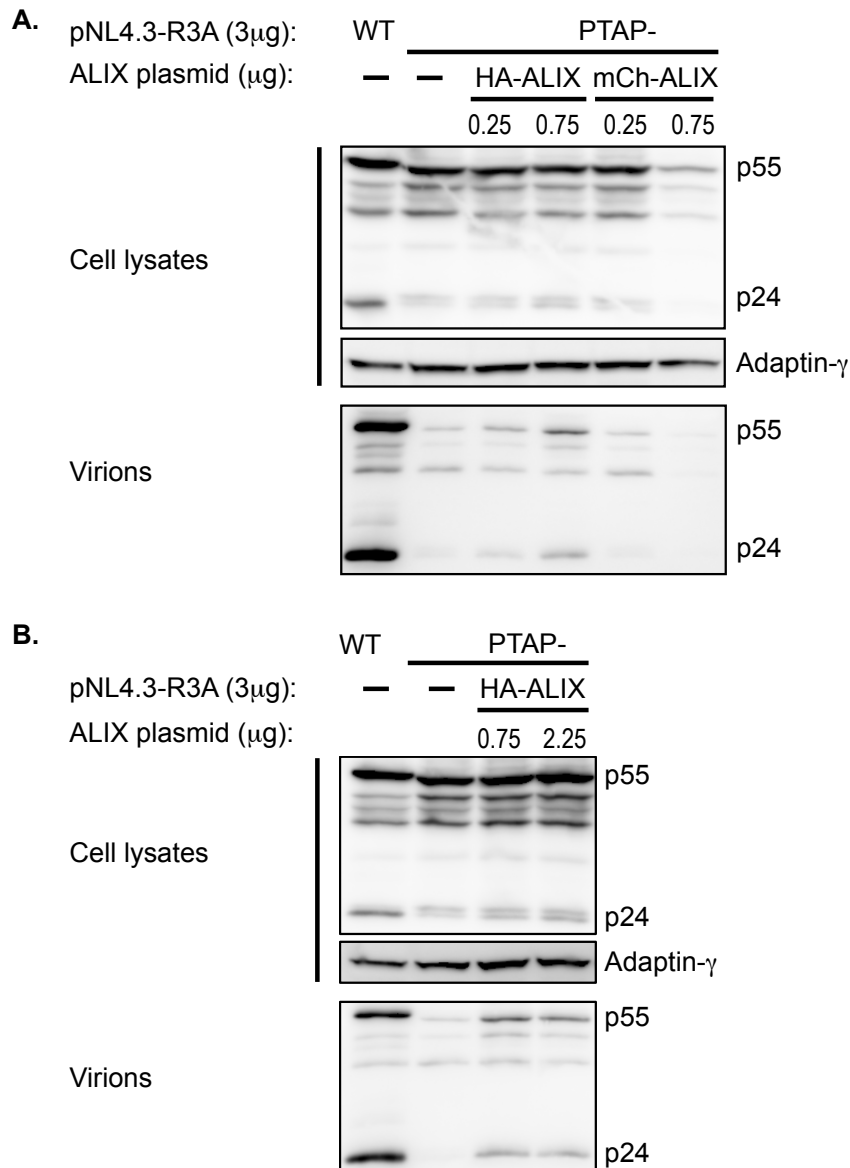 A.
pNL4.3-R3A (3μg): WT PTAP-
ALIX plasmid (μg): – – HA-ALIX mCh-ALIX
0.25 0.75 0.25 0.75
p55
Cell lysates
p24
Adaptin-γ
p55
Virions
p24
B.
WT PTAP-
pNL4.3-R3A (3μg): – – HA-ALIX
ALIX plasmid (μg): 0.75 2.25
p55
Cell lysates
p24
Adaptin-γ
p55
Virions
p24